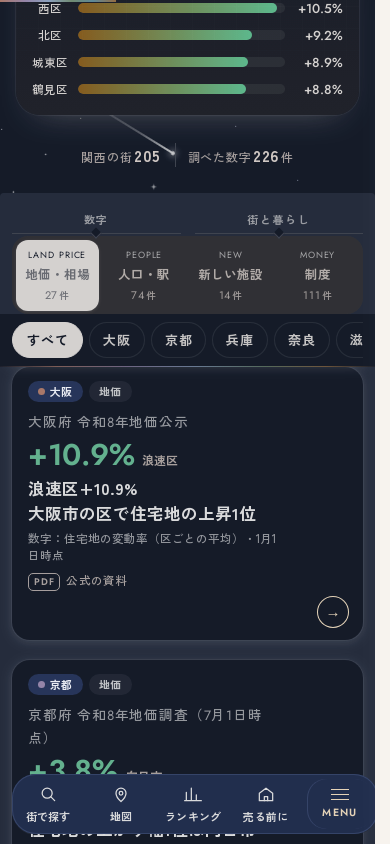 西区 +10.5%
北区 +9.2%
城東区 +8.9%
鶴見区 +8.8%
関西の街 205 調べた数字 226 件
数字 街と暮らし
LAND PRICE PEOPLE NEW MONEY
地価・相場 人口・駅 新しい施設 制度
27 件 74 件 14 件 111 件
すべて 大阪 京都 兵庫 奈良 滋
大阪 地価
大阪府 令和8年地価公示
+10.9% 浪速区
浪速区+10.9%
大阪市の区で住宅地の上昇1位
数字：住宅地の変動率（区ごとの平均）・1月1
日時点
PDF 公式の資料
→
京都 地価
京都府 令和8年地価調査（7月1日時
点）
+3.8%
街で探す 地図 ランキング 売る前に MENU